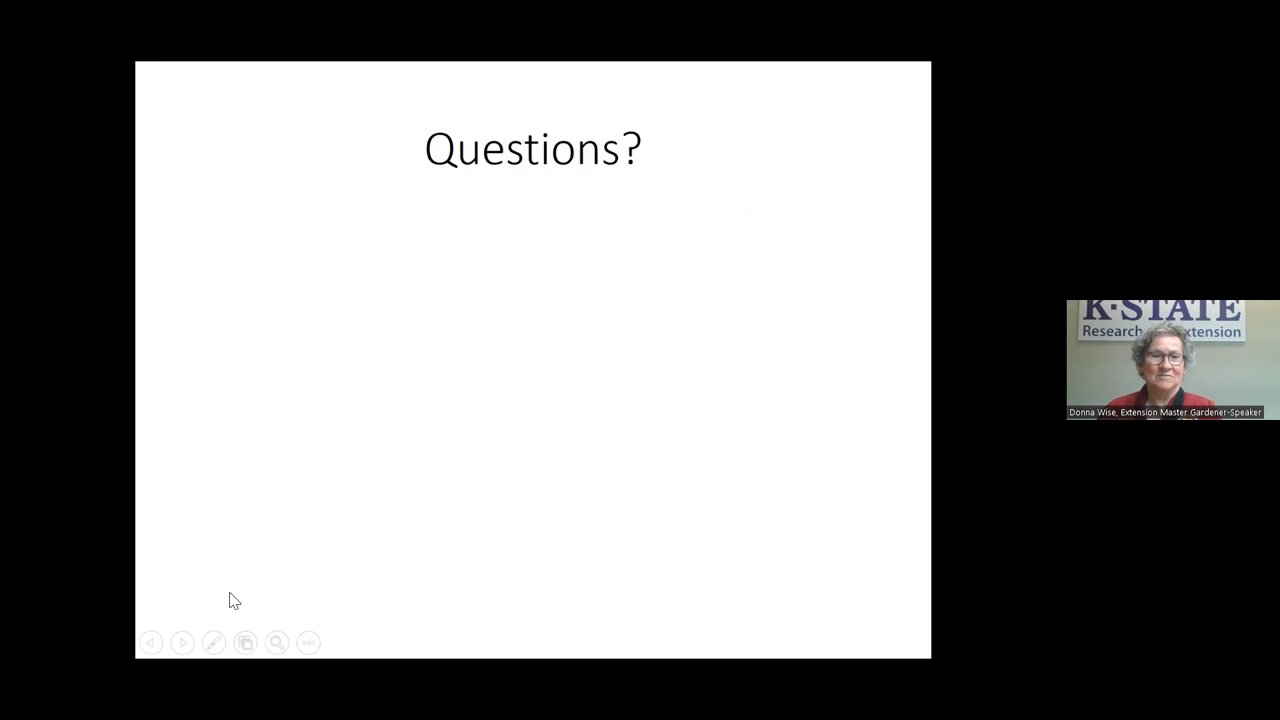 Questions?
K·STATE
Research
xtension
Donna Wise, Extension Master Gardener-Speaker